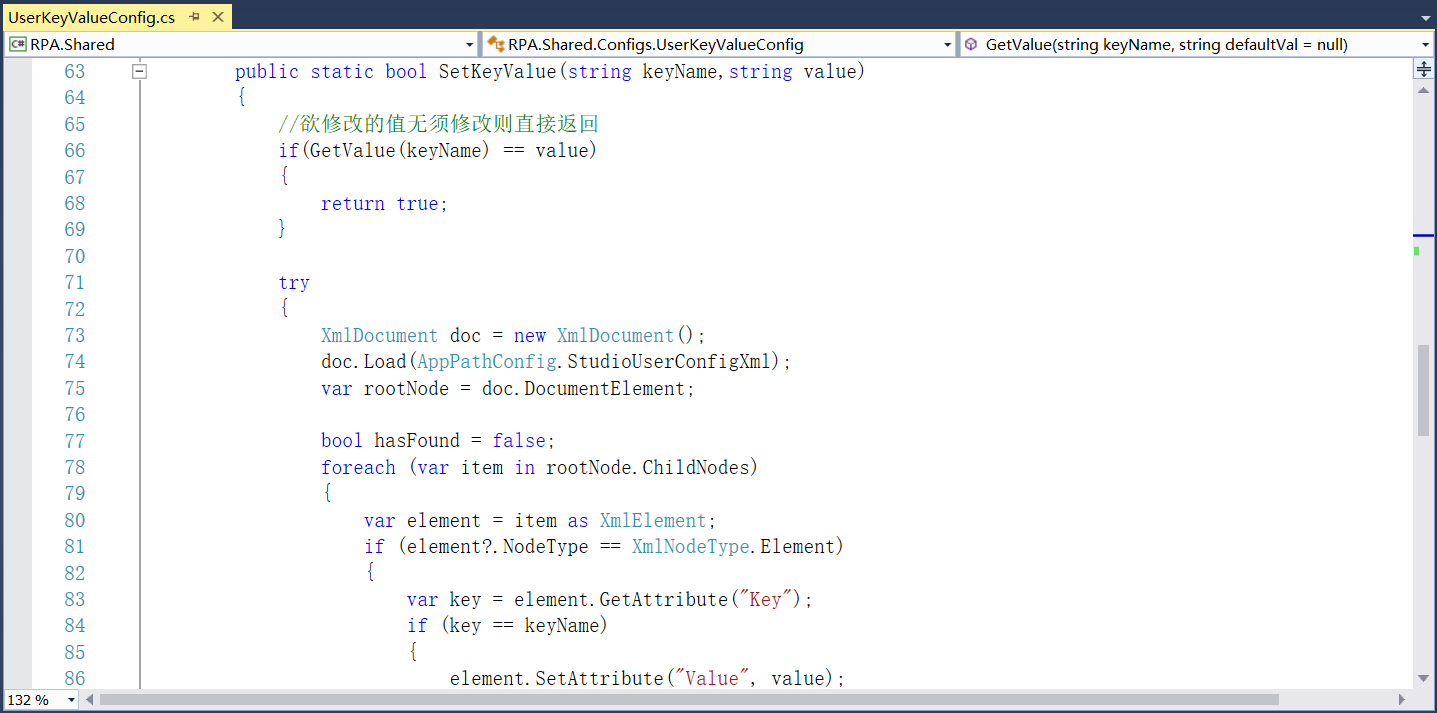 UserKeyValueConfig.cs
C# RPA.Shared RPA.Shared.Configs.UserKeyValueConfig GetValue(string keyName, string defaultVal = null)
63 public static bool SetKeyValue(string keyName,string value)
64 {
65 //欲修改的值无须修改则直接返回
66 if(GetValue(keyName) == value)
67 {
68 return true;
69 }
70
71 try
72 {
73 XmlDocument doc = new XmlDocument();
74 doc.Load(AppPathConfig.StudioUserConfigXml);
75 var rootNode = doc.DocumentElement;
76
77 bool hasFound = false;
78 foreach (var item in rootNode.ChildNodes)
79 {
80 var element = item as XmlElement;
81 if (element?.NodeType == XmlNodeType.Element)
82 {
83 var key = element.GetAttribute("Key");
84 if (key == keyName)
85 {
86 element.SetAttribute("Value", value);
132 %